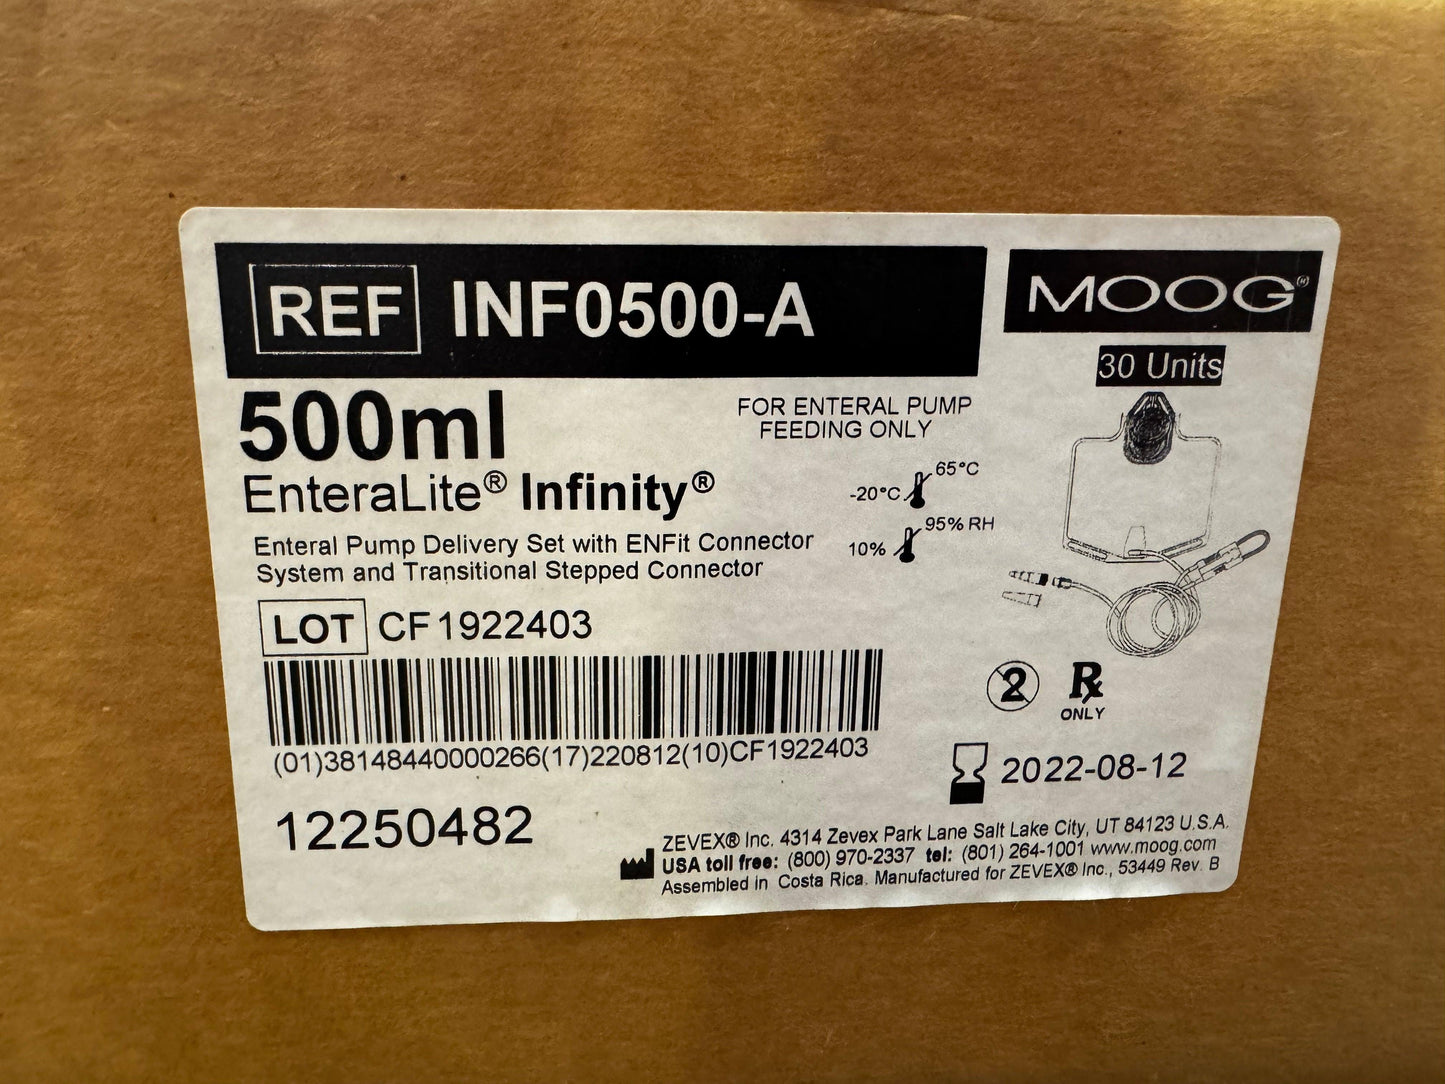 REF INF0500-A
MOOG®
30 Units
500ml
EnteraLite® Infinity®
FOR ENTERAL PUMP
FEEDING ONLY
-20°C 65°C
10% 95% RH
Enteral Pump Delivery Set with ENFit Connector
System and Transitional Stepped Connector
LOT CF1922403
(01)38148440000266(17)220812(10)CF1922403
2 Rx
ONLY
2022-08-12
12250482
ZEVEX® Inc. 4314 Zevex Park Lane Salt Lake City, UT 84123 U.S.A.
USA toll free: (800) 970-2337 tel: (801) 264-1001 www.moog.com
Assembled in Costa Rica. Manufactured for ZEVEX® Inc., 53449 Rev. B